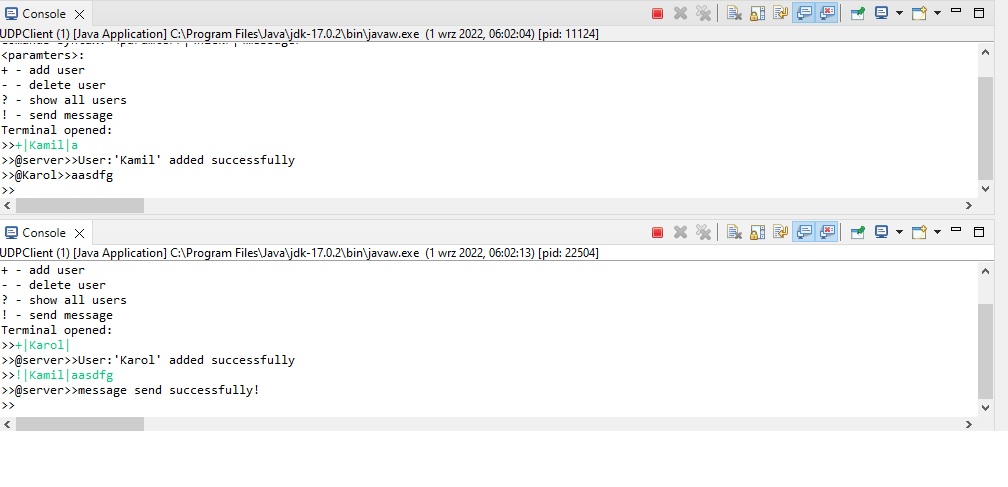 Console
UDPClient (1) [Java Application] C:\Program Files\Java\jdk-17.0.2\bin\javaw.exe (1 wrz 2022, 06:02:04) [pid: 11124]
<paramters>:
+ - add user
- - delete user
? - show all users
! - send message
Terminal opened:
>>+|Kamil|a
>>@server>>User:'Kamil' added successfully
>>@Karol>>aasdfg
>>
Console
UDPClient (1) [Java Application] C:\Program Files\Java\jdk-17.0.2\bin\javaw.exe (1 wrz 2022, 06:02:13) [pid: 22504]
+ - add user
- - delete user
? - show all users
! - send message
Terminal opened:
>>+|Karol|
>>@server>>User:'Karol' added successfully
>>!|Kamil|aasdfg
>>@server>>message send successfully!
>>